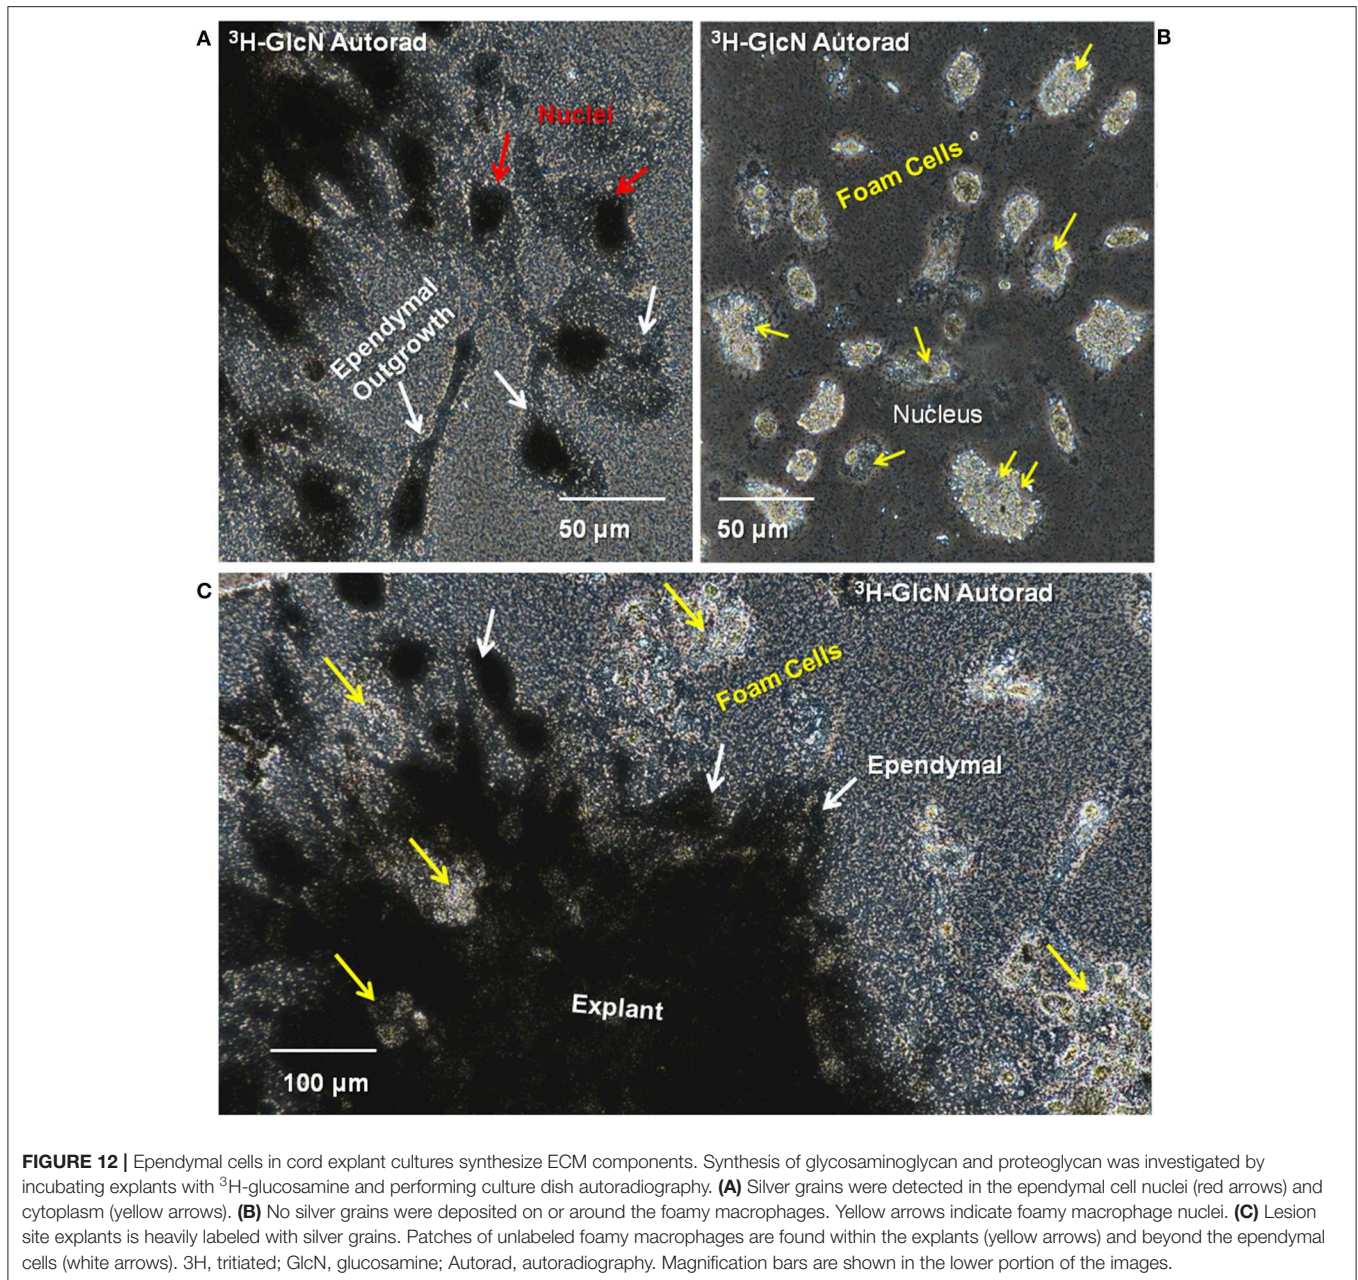 A
³H-GlcN Autorad
Nuclei
Ependymal
Outgrowth
50 µm
³H-GlcN Autorad
B
Foam Cells
Nucleus
50 µm
C
³H-GlcN Autorad
Foam Cells
Ependymal
Explant
100 µm
FIGURE 12 | Ependymal cells in cord explant cultures synthesize ECM components. Synthesis of glycosaminoglycan and proteoglycan was investigated by
incubating explants with ³H-glucosamine and performing culture dish autoradiography. (A) Silver grains were detected in the ependymal cell nuclei (red arrows) and
cytoplasm (yellow arrows). (B) No silver grains were deposited on or around the foamy macrophages. Yellow arrows indicate foamy macrophage nuclei. (C) Lesion
site explants is heavily labeled with silver grains. Patches of unlabeled foamy macrophages are found within the explants (yellow arrows) and beyond the ependymal
cells (white arrows). 3H, tritiated; GlcN, glucosamine; Autorad, autoradiography. Magnification bars are shown in the lower portion of the images.